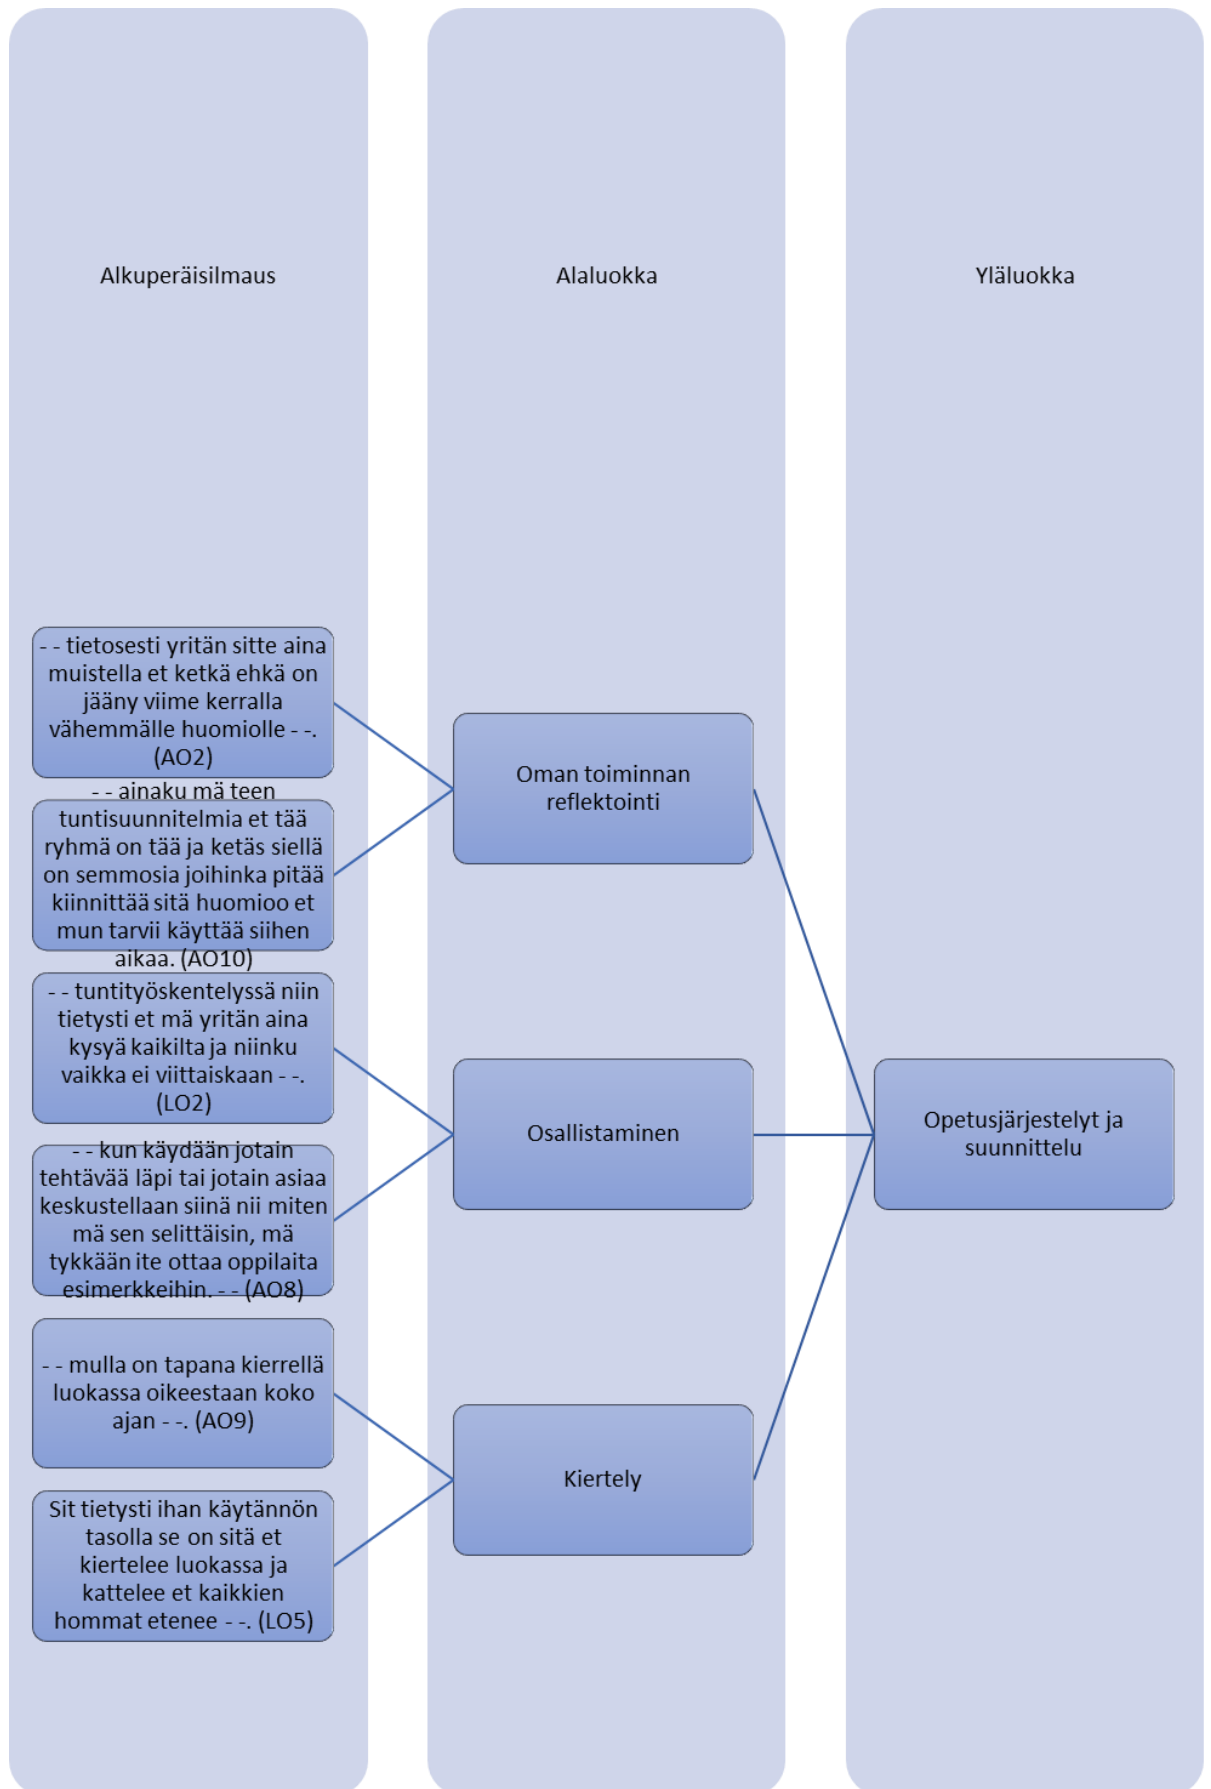 Alkuperäisilmaus
Alaluokka
Yläluokka
- - tietosesti yritän sitte aina
muistella et ketkä ehkä on
jääny viime kerralla
vähemmälle huomiolle - -.
(AO2)
- - ainaku mä teen
tuntisuunnitelmia et tää
ryhmä on tää ja ketäs siellä
on semmosia joihinka pitää
kiinnittää sitä huomioo et
mun tarvii käyttää siihen
aikaa. (AO10)
- - tuntityöskentelyssä niin
tietysti et mä yritän aina
kysyä kaikilta ja niinku
vaikka ei viittaiskaan - -.
(LO2)
- - kun käydään jotain
tehtävää läpi tai jotain asiaa
keskustellaan siinä nii miten
mä sen selittäisin, mä
tykkään ite ottaa oppilaita
esimerkkeihin. - - (AO8)
- - mulla on tapana kierrellä
luokassa oikeestaan koko
ajan - -. (AO9)
Sit tietysti ihan käytännön
tasolla se on sitä et
kiertelee luokassa ja
kattelee et kaikkien
hommat etenee - -. (LO5)
Oman toiminnan
reflektointi
Osallistaminen
Kiertely
Opetusjärjestelyt ja
suunnittelu